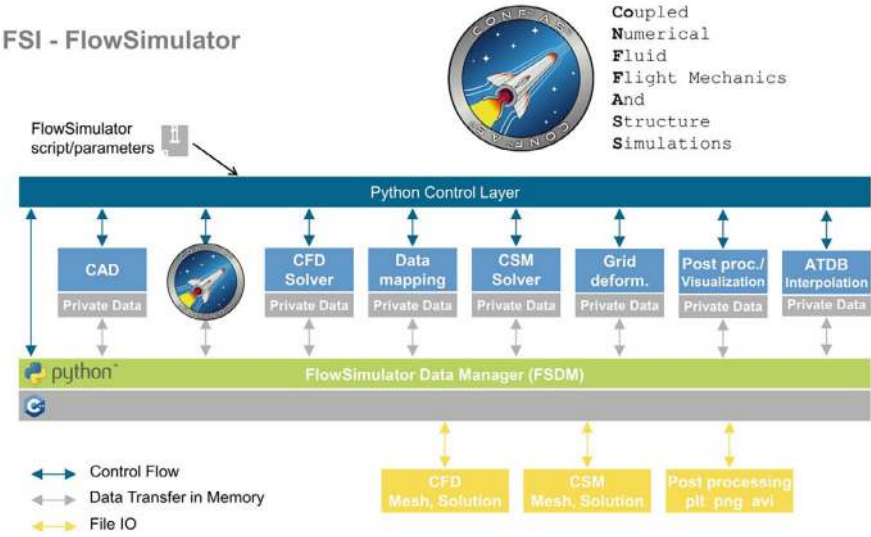 FSI - FlowSimulator
Coupled
Numerical
Fluid
Flight Mechanics
And
Structure
Simulations
CONF²AS²
CONF²AS²
FlowSimulator
script/parameters
Python Control Layer
CAD
Private Data
CFD
Solver
Private Data
Data
mapping
Private Data
CSM
Solver
Private Data
Grid
deform.
Private Data
Post proc./
Visualization
Private Data
ATDB
Interpolation
Private Data
python™
FlowSimulator Data Manager (FSDM)
Control Flow
Data Transfer in Memory
File IO
CFD
Mesh, Solution
CSM
Mesh, Solution
Post processing
plt png avi